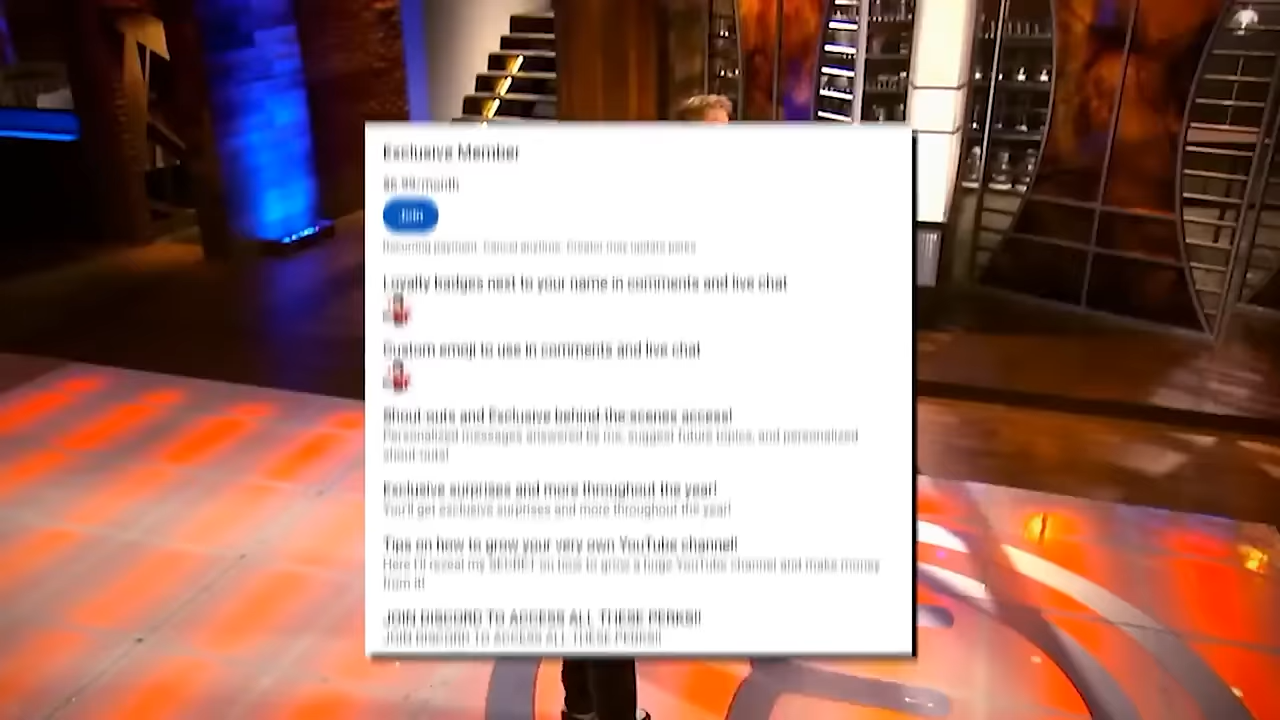 Exclusive Member
$6.99/month
Join
Recurring payment. Cancel anytime. Creator may update perks.
Loyalty badges next to your name in comments and live chat
Custom emoji to use in comments and live chat
Shout outs and Exclusive behind the scenes access!
Personalized messages answered by me, suggest future topics, and personalized
shout-outs!
Exclusive surprises and more throughout the year!
You'll get exclusive surprises and more throughout the year!
Tips on how to grow your very own YouTube channel!
Here I'll reveal my SECRET on how to grow a huge YouTube channel and make money
from it!
JOIN DISCORD TO ACCESS ALL THESE PERKS!!
JOIN DISCORD TO ACCESS ALL THESE PERKS!!